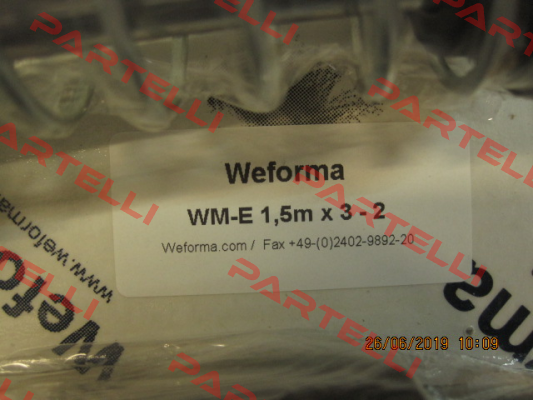 PARTELLI
PARTELLI
PARTELLI
Weforma
WM-E 1,5m x 3 - 2
Weforma.com / Fax +49-(0)2402-9892-20
www.weforma
PARTELLI
PARTELLI
PARTELLI
26/06/2019 10:09